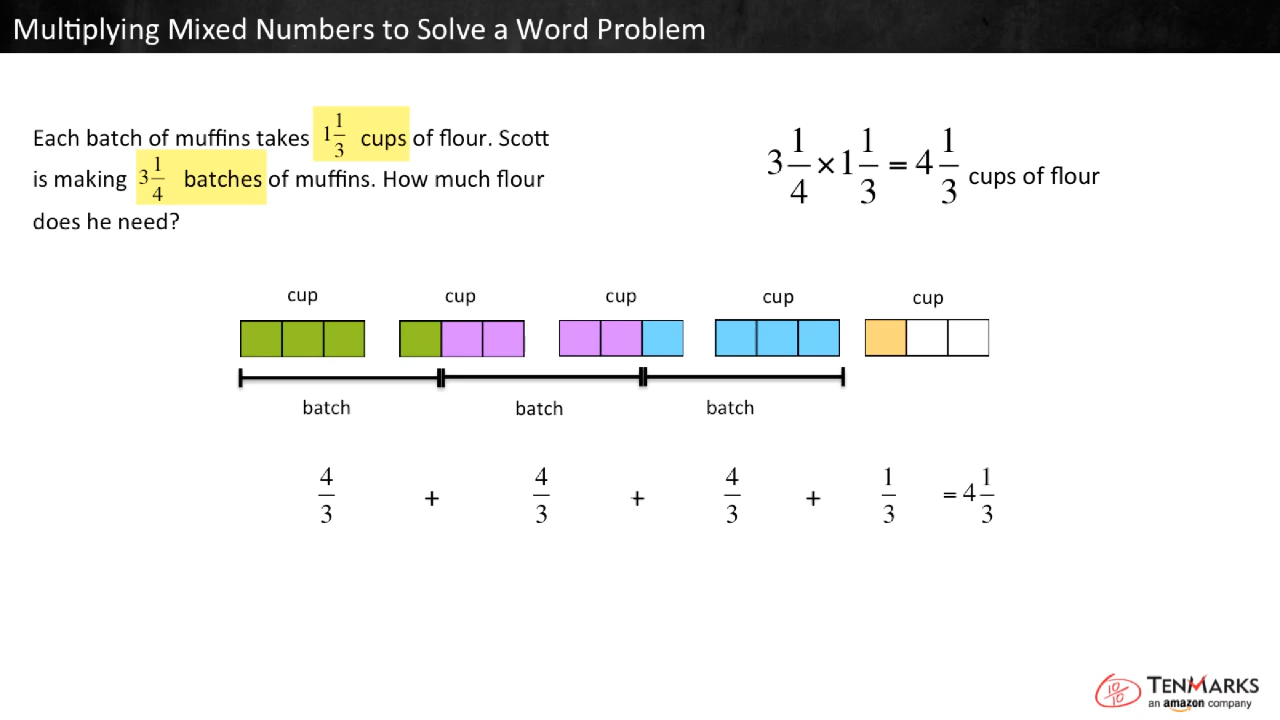 Multiplying Mixed Numbers to Solve a Word Problem
Each batch of muffins takes 1 1/3 cups of flour. Scott
is making 3 1/4 batches of muffins. How much flour
does he need?
3 1/4 × 1 1/3 = 4 1/3 cups of flour
cup cup cup cup cup
batch batch batch
4/3 + 4/3 + 4/3 + 1/3 = 4 1/3
10/10 TENMARKS
an amazon company